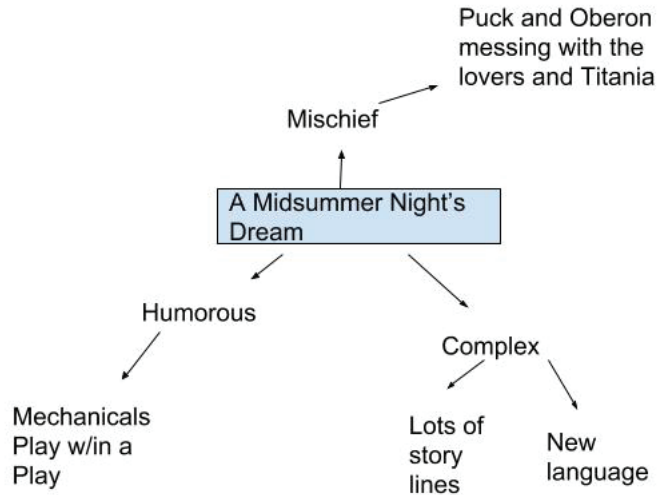 Puck and Oberon
messing with the
lovers and Titania
Mischief
A Midsummer Night's
Dream
Humorous
Complex
Mechanicals
Play w/in a
Play
Lots of
story
lines
New
language